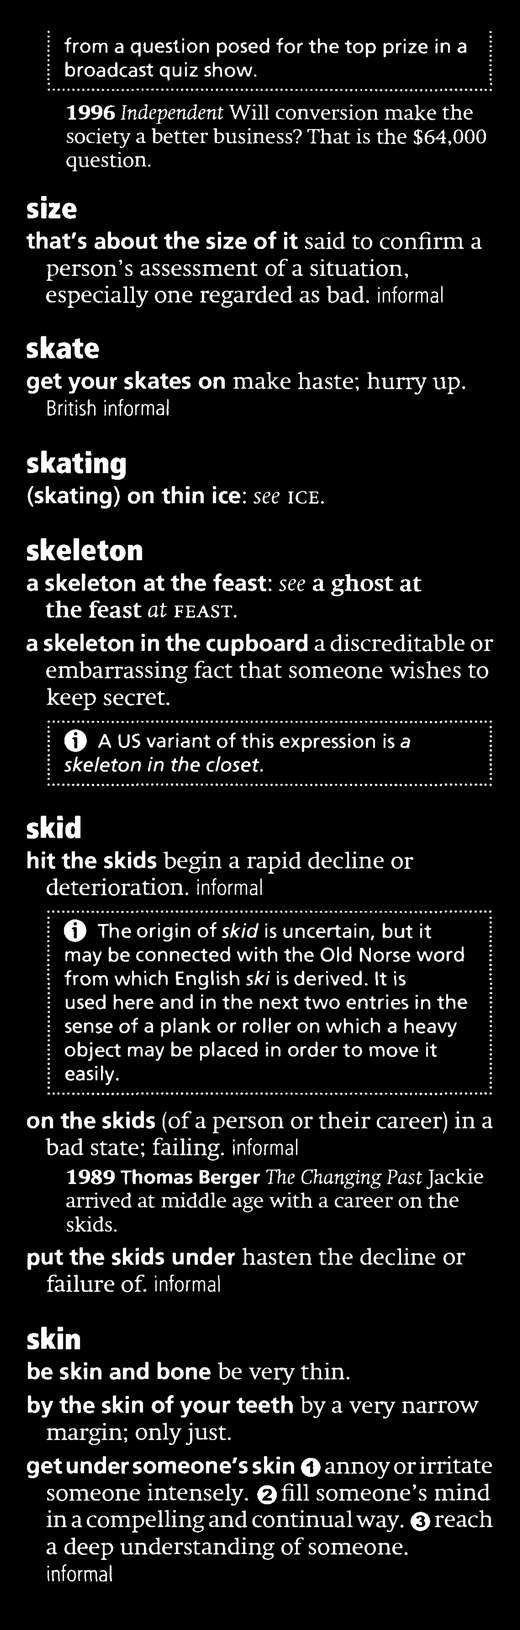 from a question posed for the top prize in a
broadcast quiz show.
1996 Independent Will conversion make the
society a better business? That is the $64,000
question.
size
that's about the size of it said to confirm a
person's assessment of a situation,
especially one regarded as bad. informal
skate
get your skates on make haste; hurry up.
British informal
skating
(skating) on thin ice: see ICE.
skeleton
a skeleton at the feast: see a ghost at
the feast at FEAST.
a skeleton in the cupboard a discreditable or
embarrassing fact that someone wishes to
keep secret.
i A US variant of this expression is a
skeleton in the closet.
skid
hit the skids begin a rapid decline or
deterioration. informal
i The origin of skid is uncertain, but it
may be connected with the Old Norse word
from which English ski is derived. It is
used here and in the next two entries in the
sense of a plank or roller on which a heavy
object may be placed in order to move it
easily.
on the skids (of a person or their career) in a
bad state; failing. informal
1989 Thomas Berger The Changing Past Jackie
arrived at middle age with a career on the
skids.
put the skids under hasten the decline or
failure of. informal
skin
be skin and bone be very thin.
by the skin of your teeth by a very narrow
margin; only just.
get under someone's skin ❶ annoy or irritate
someone intensely. ❷ fill someone's mind
in a compelling and continual way. ❸ reach
a deep understanding of someone.
informal